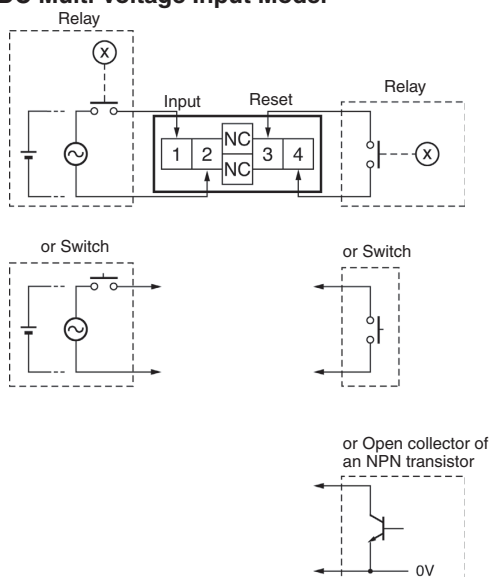 DC Multi-voltage Input Model
Relay
X
Input
Reset
Relay
1 2 NC NC 3 4
X
or Switch
or Switch
or Open collector of
an NPN transistor
0V